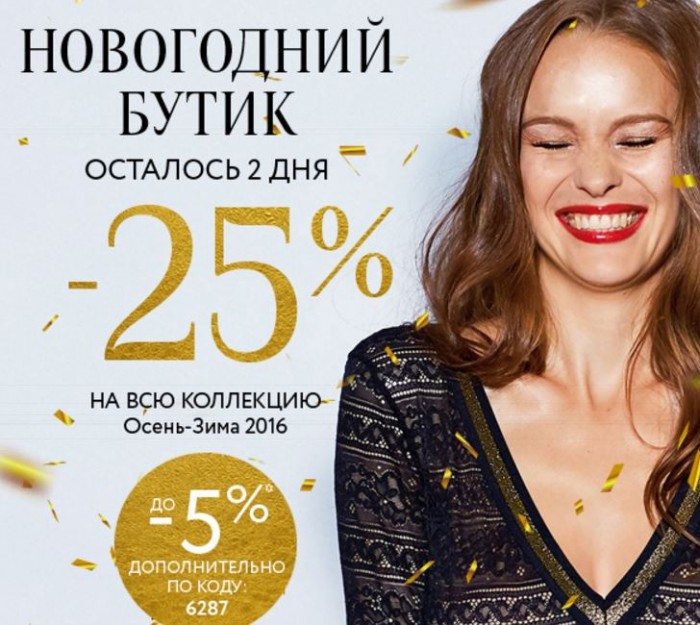 НОВОГОДНИЙ
БУТИК
ОСТАЛОСЬ 2 ДНЯ
-25%
НА ВСЮ КОЛЛЕКЦИЮ
Осень-Зима 2016
ДО
-5%*
ДОПОЛНИТЕЛЬНО
ПО КОДУ:
6287